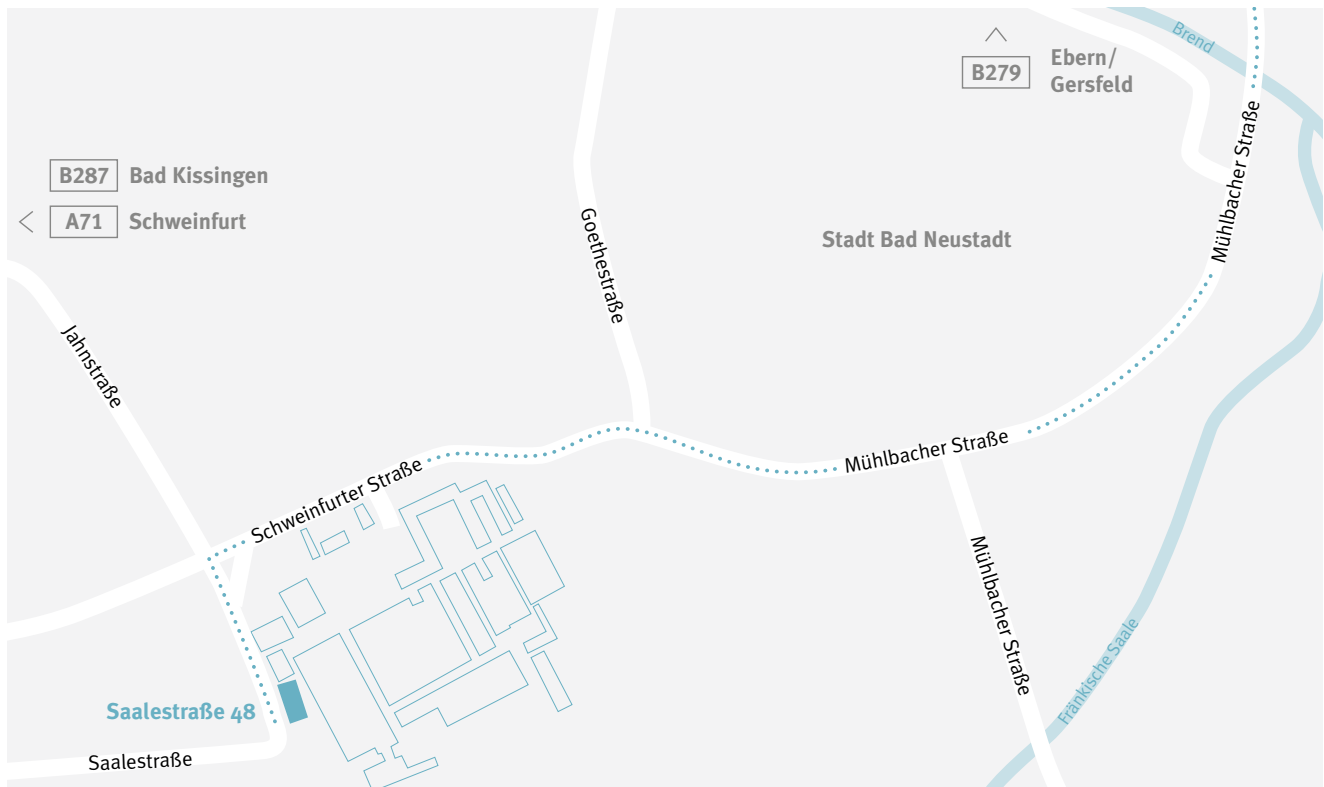 Brend
B279
Ebern/
Gersfeld
Mühlbacher Straße
B287 Bad Kissingen
A71 Schweinfurt
Goethestraße
Stadt Bad Neustadt
Jahnstraße
Mühlbacher Straße
Schweinfurter Straße
Mühlbacher Straße
Fränkische Saale
Saalestraße 48
Saalestraße